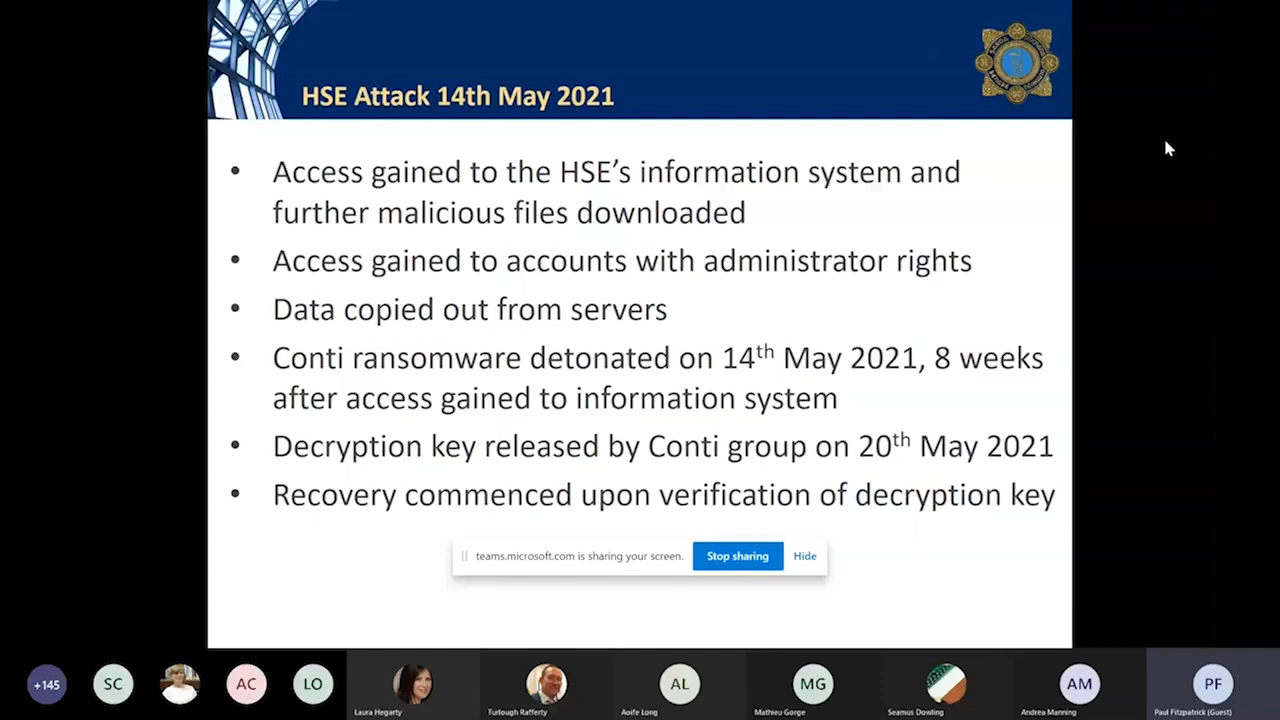 HSE Attack 14th May 2021
• Access gained to the HSE’s information system and
further malicious files downloaded
• Access gained to accounts with administrator rights
• Data copied out from servers
• Conti ransomware detonated on 14th May 2021, 8 weeks
after access gained to information system
• Decryption key released by Conti group on 20th May 2021
• Recovery commenced upon verification of decryption key
teams.microsoft.com is sharing your screen. Stop sharing Hide
+145 SC AC LO AL MG AM PF
Laura Hegarty Turlough Rafferty Aoife Long Mathieu Gorge Seamus Dowling Andrea Manning Paul Fitzpatrick (Guest)